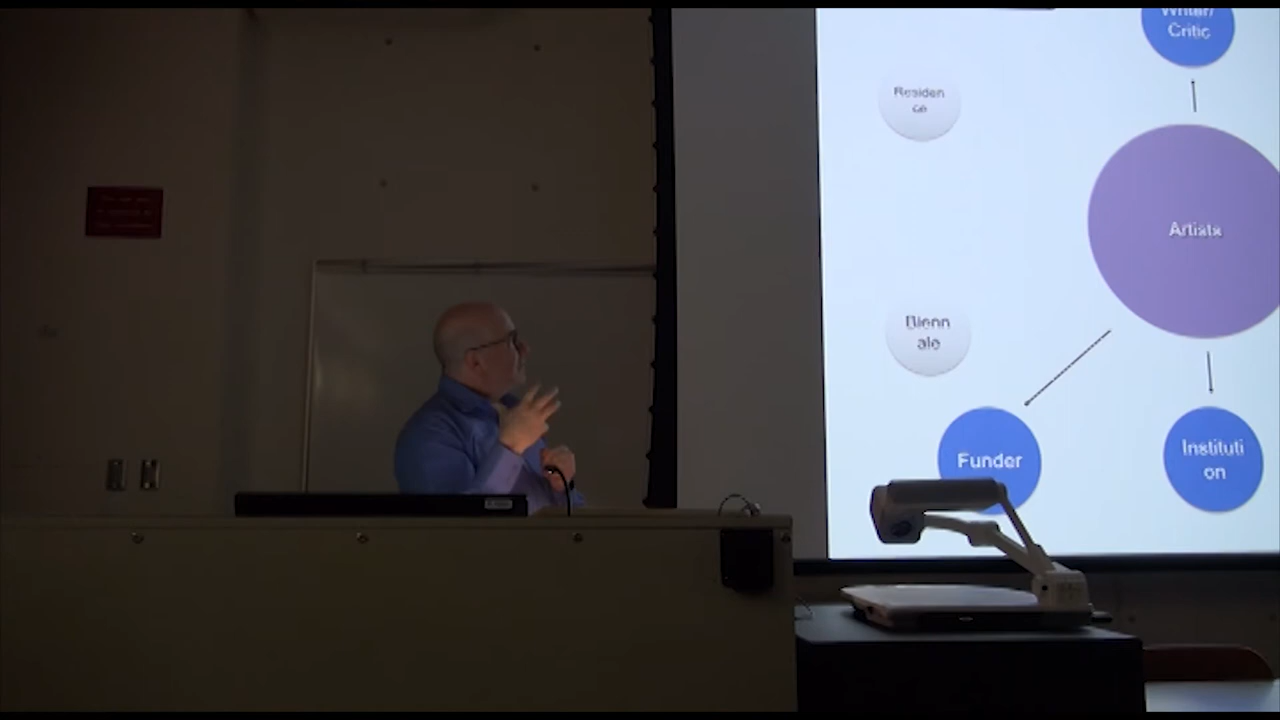 Writer/
Critic
Residen
ce
Artists
Bienn
ale
Funder
Instituti
on